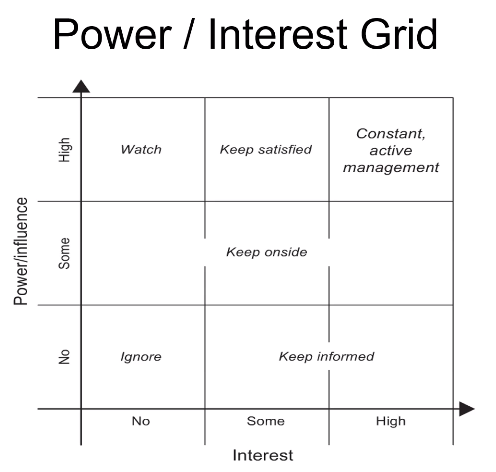 Power / Interest Grid
High
Watch
Keep satisfied
Constant,
active
management
Power/influence
Some
Keep onside
No
Ignore
Keep informed
No
Some
High
Interest